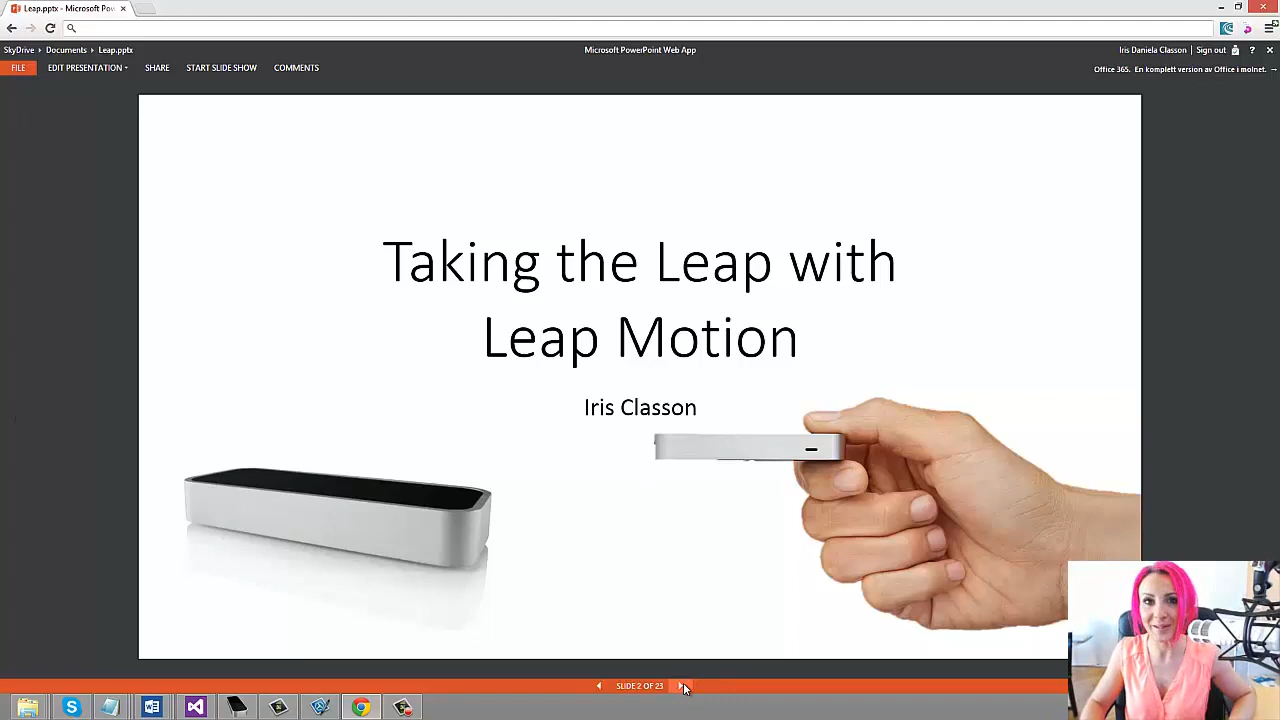 Leap.pptx - Microsoft Pow
SkyDrive Documents Leap.pptx
Microsoft PowerPoint Web App
Iris Daniela Classon Sign out ?
FILE EDIT PRESENTATION SHARE START SLIDE SHOW COMMENTS
Office 365. En komplett version av Office i molnet.
Taking the Leap with
Leap Motion
Iris Classon
SLIDE 2 OF 23